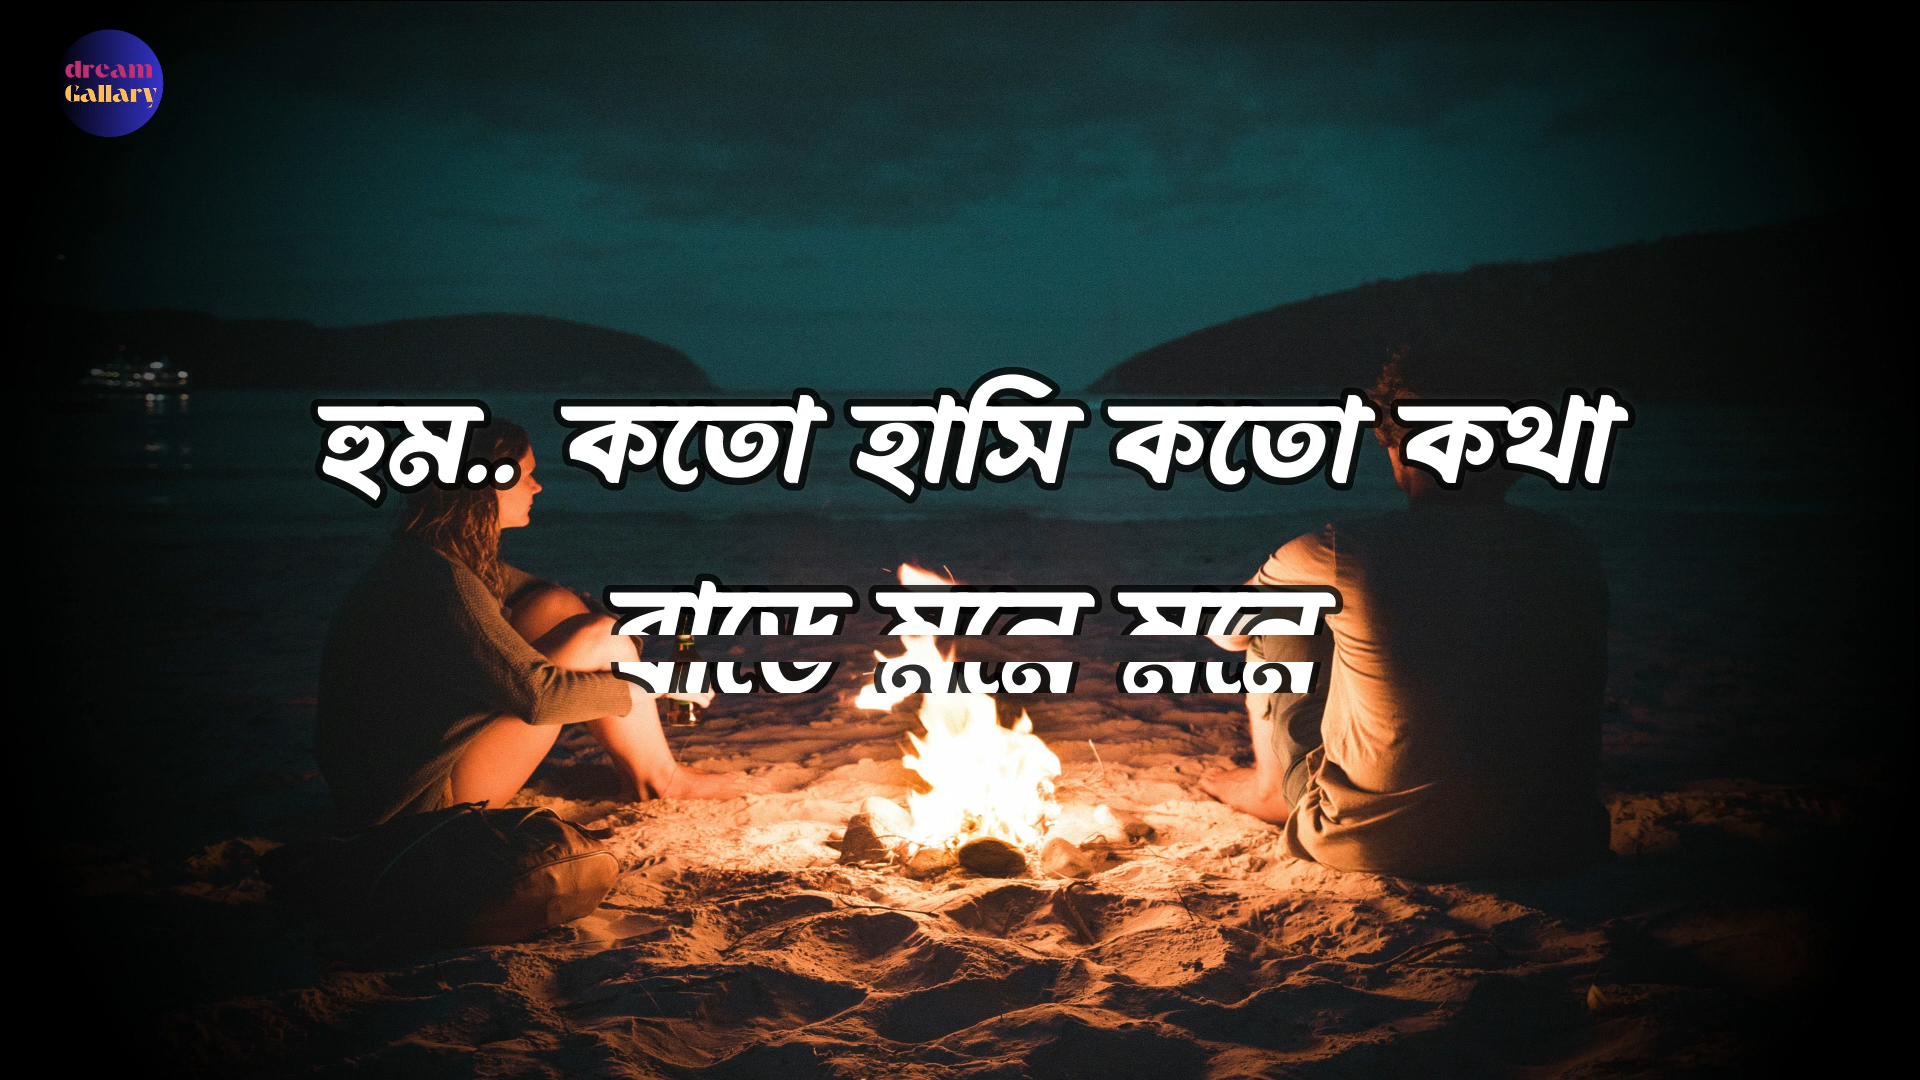 dream
Gallary
হুম.. কতো হাসি কতো কথা
মনে মনে